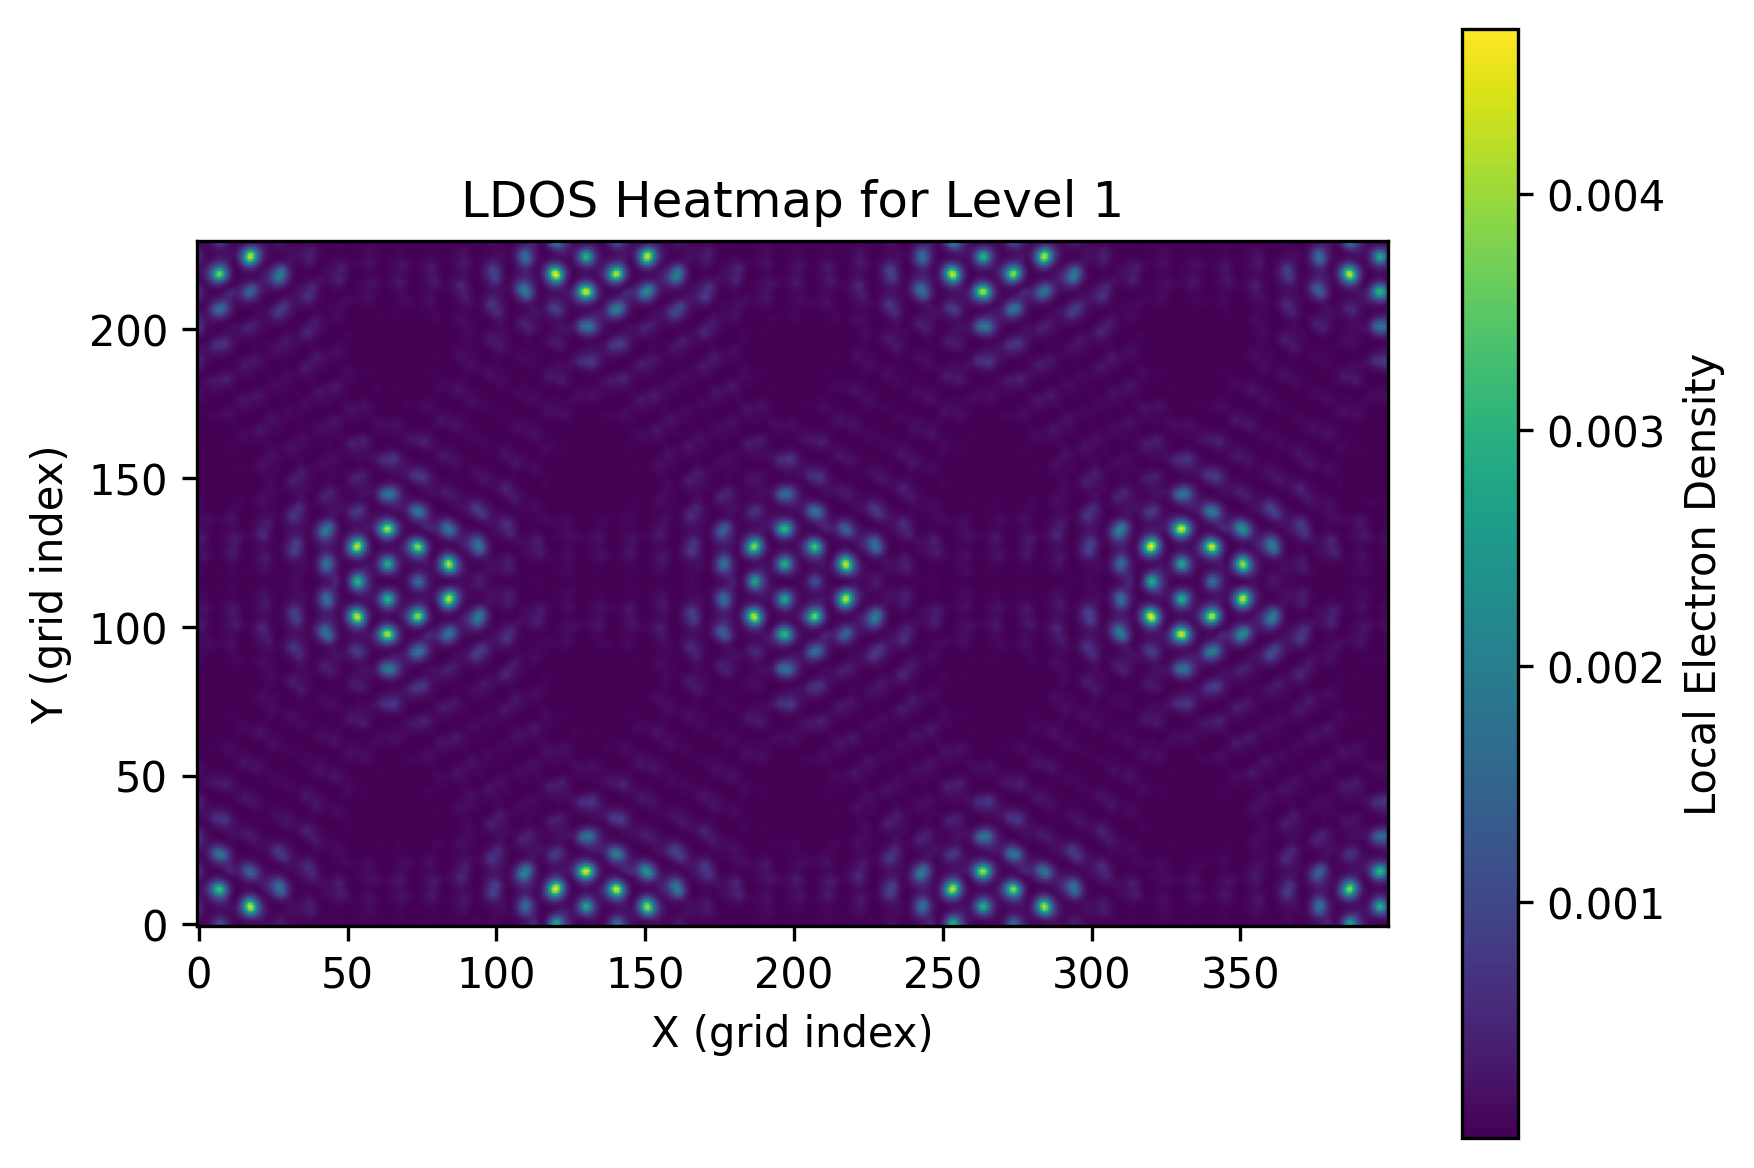 LDOS Heatmap for Level 1
Y (grid index)
200
150
100
50
0
0 50 100 150 200 250 300 350
X (grid index)
0.004
0.003
0.002
0.001
Local Electron Density